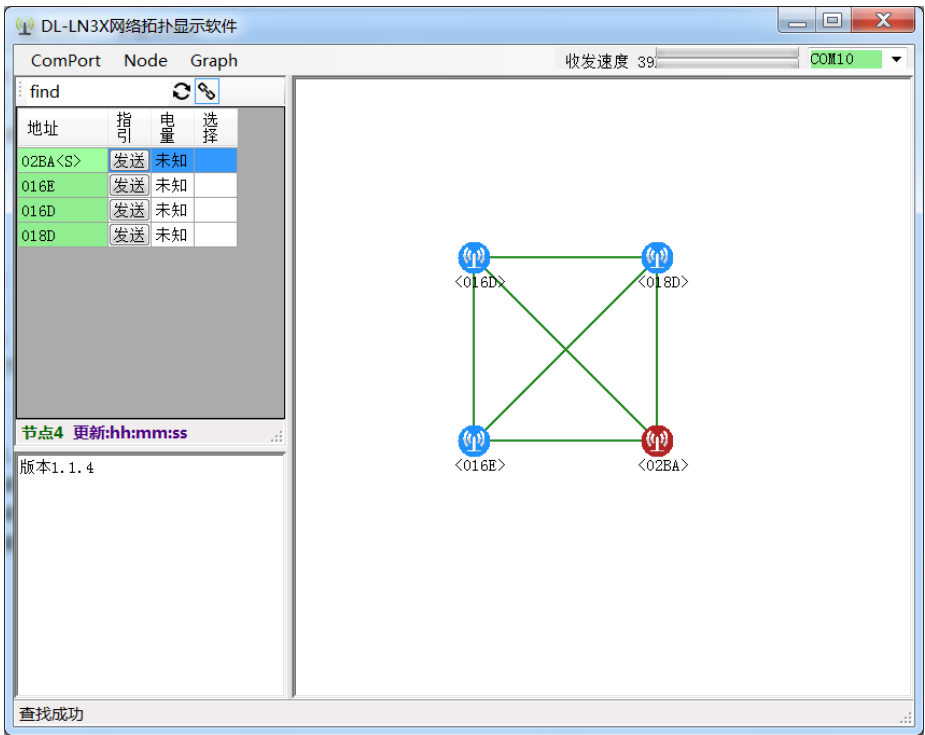 DL-LN3X网络拓扑显示软件
ComPort Node Graph 收发速度 39 COM10
find
地址 指引 电量 选择
02BA<S> 发送 未知
016E 发送 未知
016D 发送 未知
018D 发送 未知
<016D> <018D>
<016E> <02BA>
节点4 更新:hh:mm:ss
版本1.1.4
查找成功